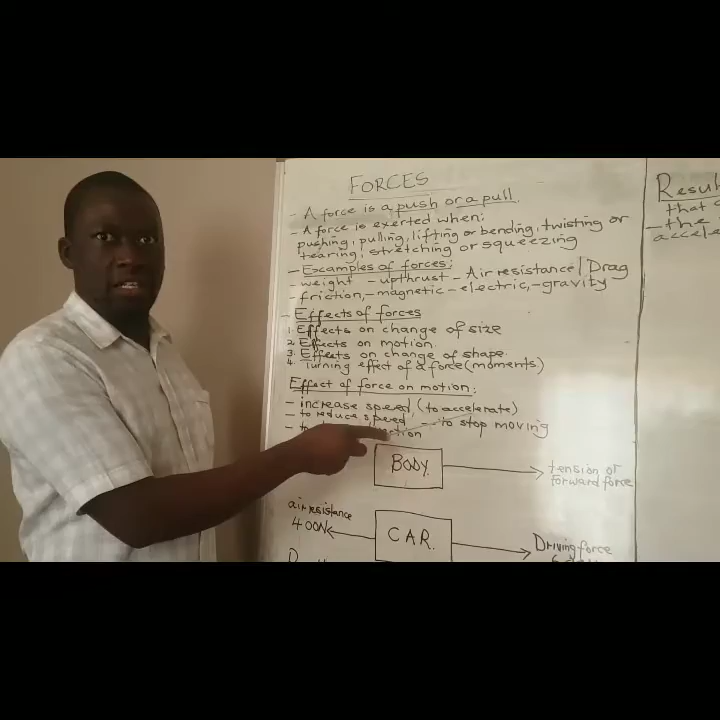 FORCES
- A force is a push or a pull.
- A force is exerted when:
pushing, pulling, lifting or bending, twisting or
tearing, stretching or squeezing
- Examples of forces:
- weight - upthrust - Air resistance / Drag
- friction, - magnetic - electric, - gravity
- Effects of forces
1. Effects on change of size
2. Effects on motion.
3. Effects on change of shape.
4. Turning effect of a force (moments)
Effect of force on motion:
- increase speed (to accelerate)
- to reduce speed - to stop moving
BODY
tension or
forward force
air resistance
400N
CAR.
Driving force
that
- the